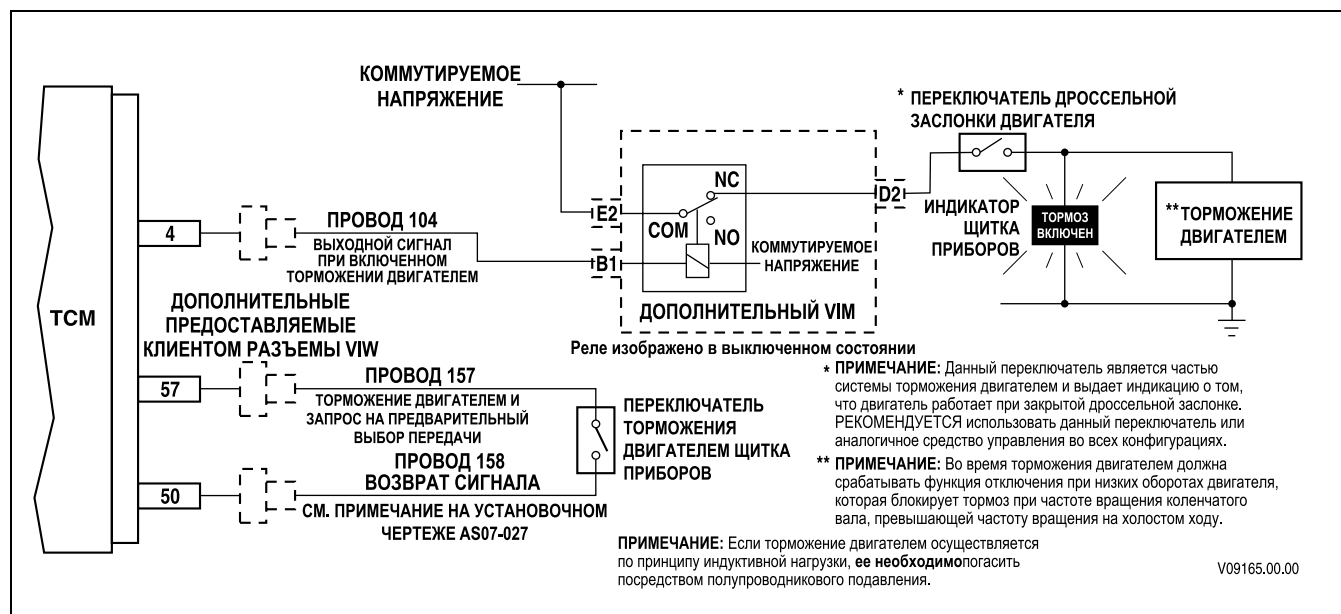 КОММУТИРУЕМОЕ
НАПРЯЖЕНИЕ
* ПЕРЕКЛЮЧАТЕЛЬ ДРОССЕЛЬНОЙ
ЗАСЛОНКИ ДВИГАТЕЛЯ
TCM
4
ПРОВОД 104
ВЫХОДНОЙ СИГНАЛ
ПРИ ВКЛЮЧЕННОМ
ТОРМОЖЕНИИ ДВИГАТЕЛЕМ
E2
B1
COM
NC
NO
КОММУТИРУЕМОЕ
НАПРЯЖЕНИЕ
D2
ДОПОЛНИТЕЛЬНЫЙ VIM
ИНДИКАТОР
ЩИТКА
ПРИБОРОВ
ТОРМОЗ
ВКЛЮЧЕН
**ТОРМОЖЕНИЕ
ДВИГАТЕЛЕМ
ДОПОЛНИТЕЛЬНЫЕ
ПРЕДОСТАВЛЯЕМЫЕ
КЛИЕНТОМ РАЗЪЕМЫ VIW
Реле изображено в выключенном состоянии
57
ПРОВОД 157
ТОРМОЖЕНИЕ ДВИГАТЕЛЕМ И
ЗАПРОС НА ПРЕДВАРИТЕЛЬНЫЙ
ВЫБОР ПЕРЕДАЧИ
50
ПРОВОД 158
ВОЗВРАТ СИГНАЛА
СМ. ПРИМЕЧАНИЕ НА УСТАНОВОЧНОМ
ЧЕРТЕЖЕ AS07-027
ПЕРЕКЛЮЧАТЕЛЬ
ТОРМОЖЕНИЯ
ДВИГАТЕЛЕМ ЩИТКА
ПРИБОРОВ
* ПРИМЕЧАНИЕ: Данный переключатель является частью
системы торможения двигателем и выдает индикацию о том,
что двигатель работает при закрытой дроссельной заслонке.
РЕКОМЕНДУЕТСЯ использовать данный переключатель или
аналогичное средство управления во всех конфигурациях.
** ПРИМЕЧАНИЕ: Во время торможения двигателем должна
срабатывать функция отключения при низких оборотах двигателя,
которая блокирует тормоз при частоте вращения коленчатого
вала, превышающей частоту вращения на холостом ходу.
ПРИМЕЧАНИЕ: Если торможение двигателем осуществляется
по принципу индуктивной нагрузки, ее необходимопогасить
посредством полупроводникового подавления.
V09165.00.00